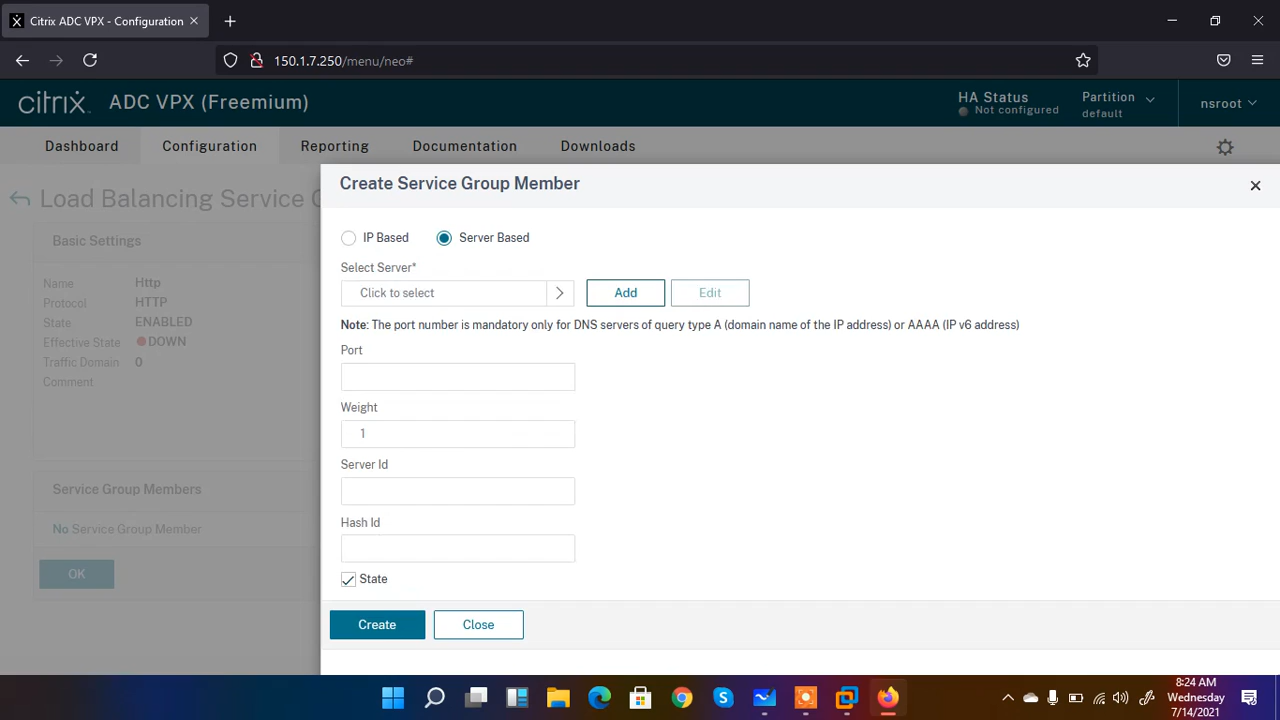 Citrix ADC VPX - Configuration
150.1.7.250/menu/neo#
citrix ADC VPX (Freemium)
HA Status
Not configured
Partition
default
nsroot
Dashboard Configuration Reporting Documentation Downloads
Load Balancing Service G
Basic Settings
Name Http
Protocol HTTP
State ENABLED
Effective State DOWN
Traffic Domain 0
Comment
Service Group Members
No Service Group Member
OK
Create Service Group Member
IP Based Server Based
Select Server*
Click to select Add Edit
Note: The port number is mandatory only for DNS servers of query type A (domain name of the IP address) or AAAA (IP v6 address)
Port
Weight
1
Server Id
Hash Id
State
Create Close
8:24 AM
Wednesday
7/14/2021